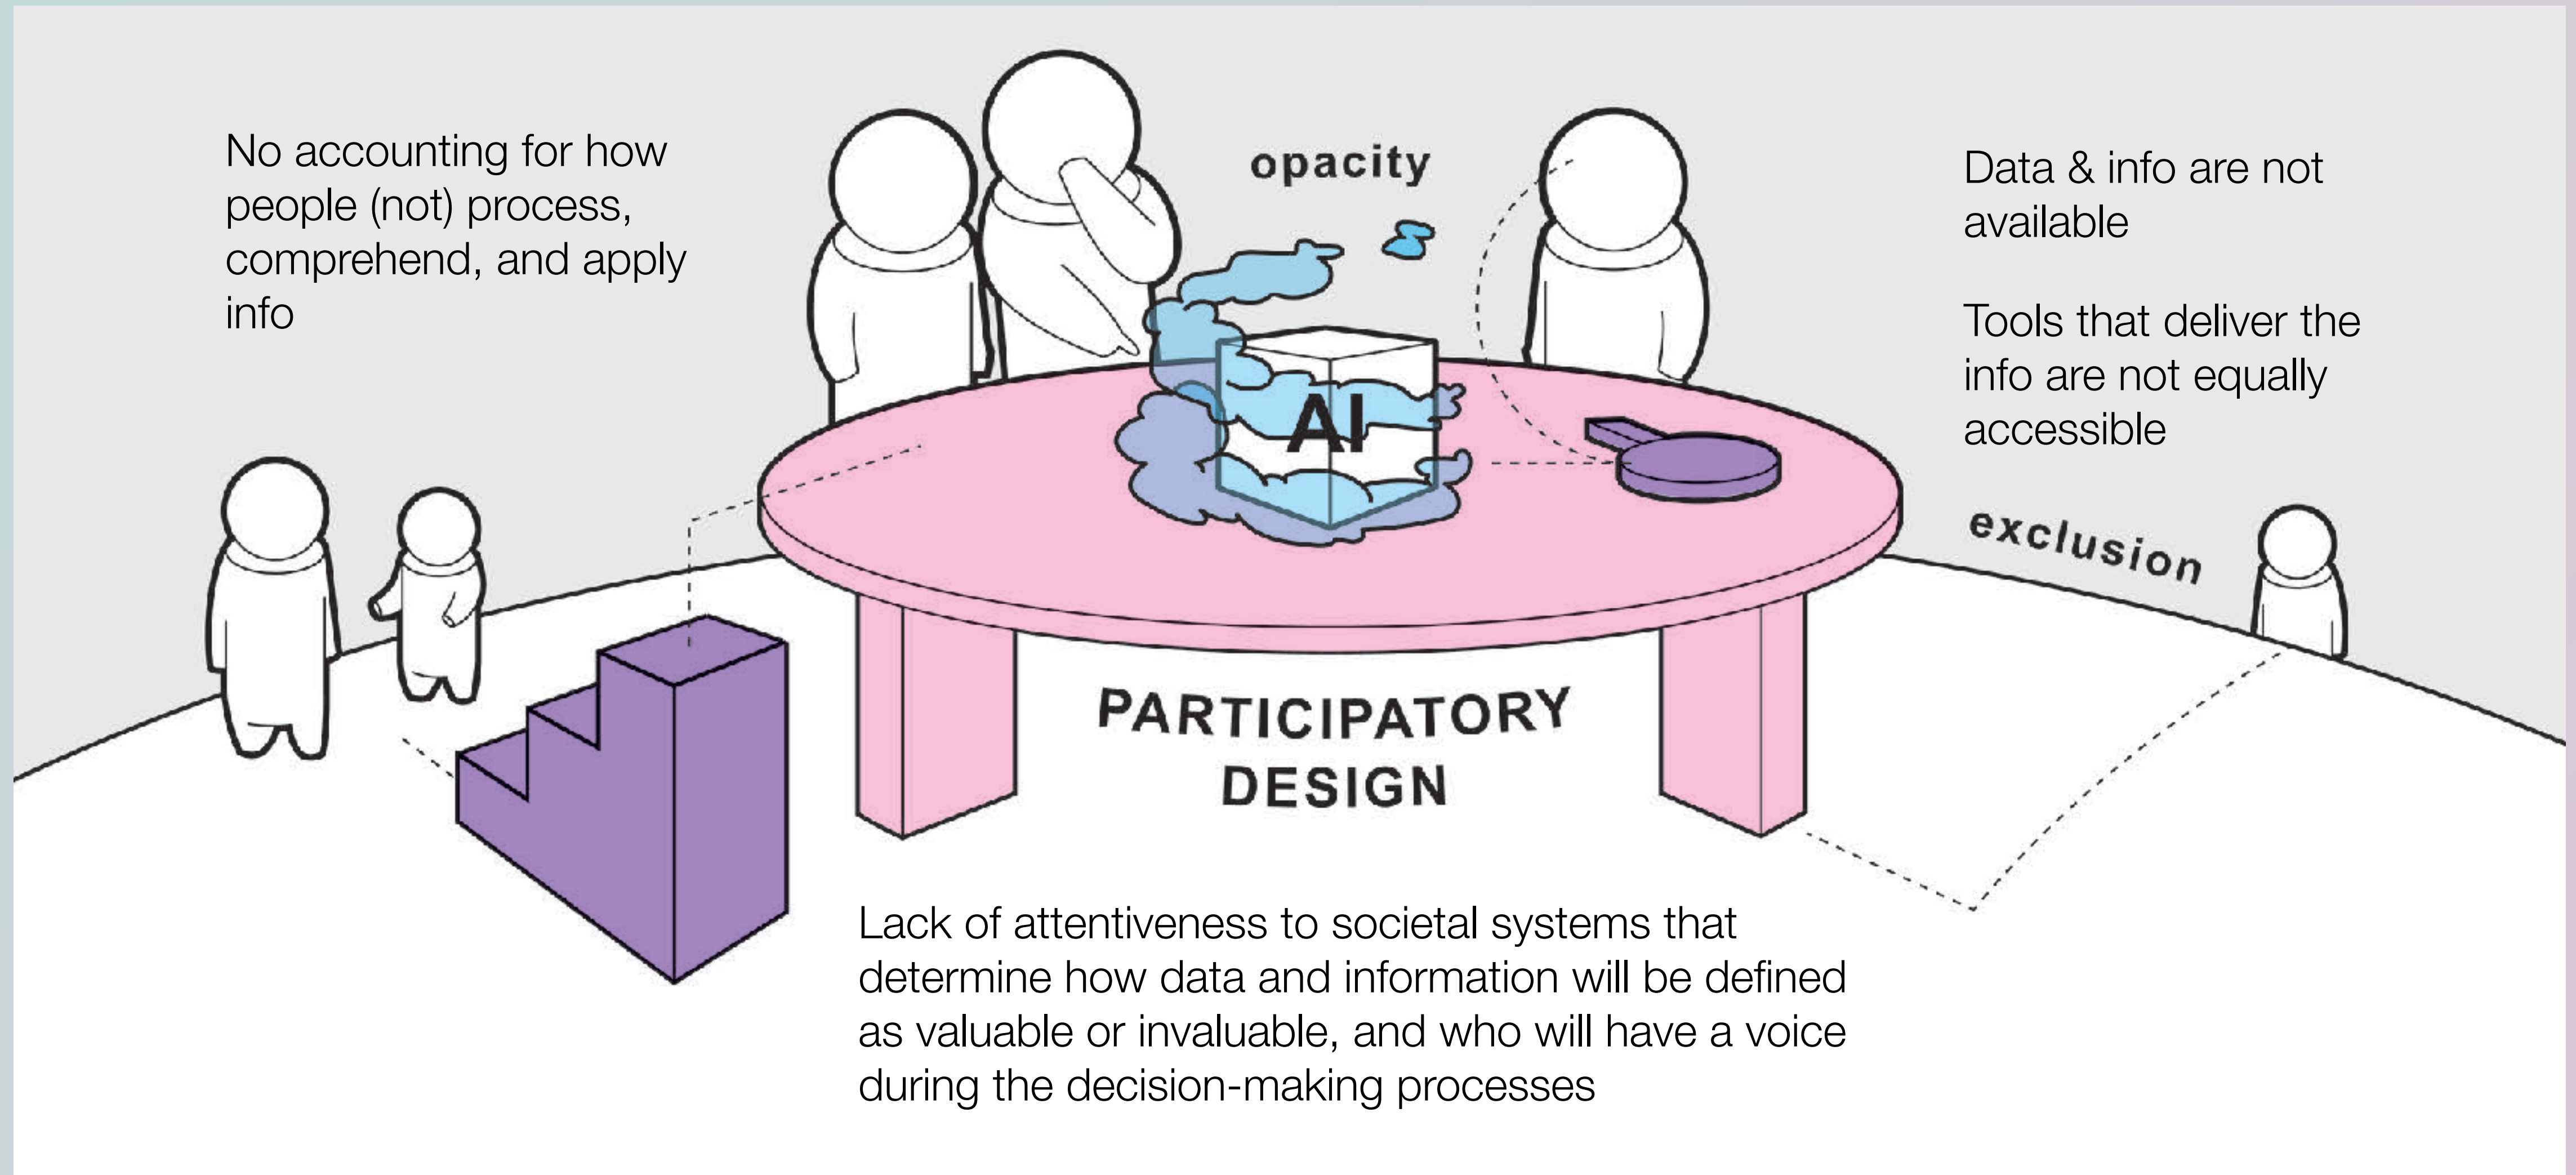 No accounting for how
people (not) process,
comprehend, and apply
info
opacity
Data & info are not
available
Tools that deliver the
info are not equally
accessible
AI
exclusion
PARTICIPATORY
DESIGN
Lack of attentiveness to societal systems that
determine how data and information will be defined
as valuable or invaluable, and who will have a voice
during the decision-making processes